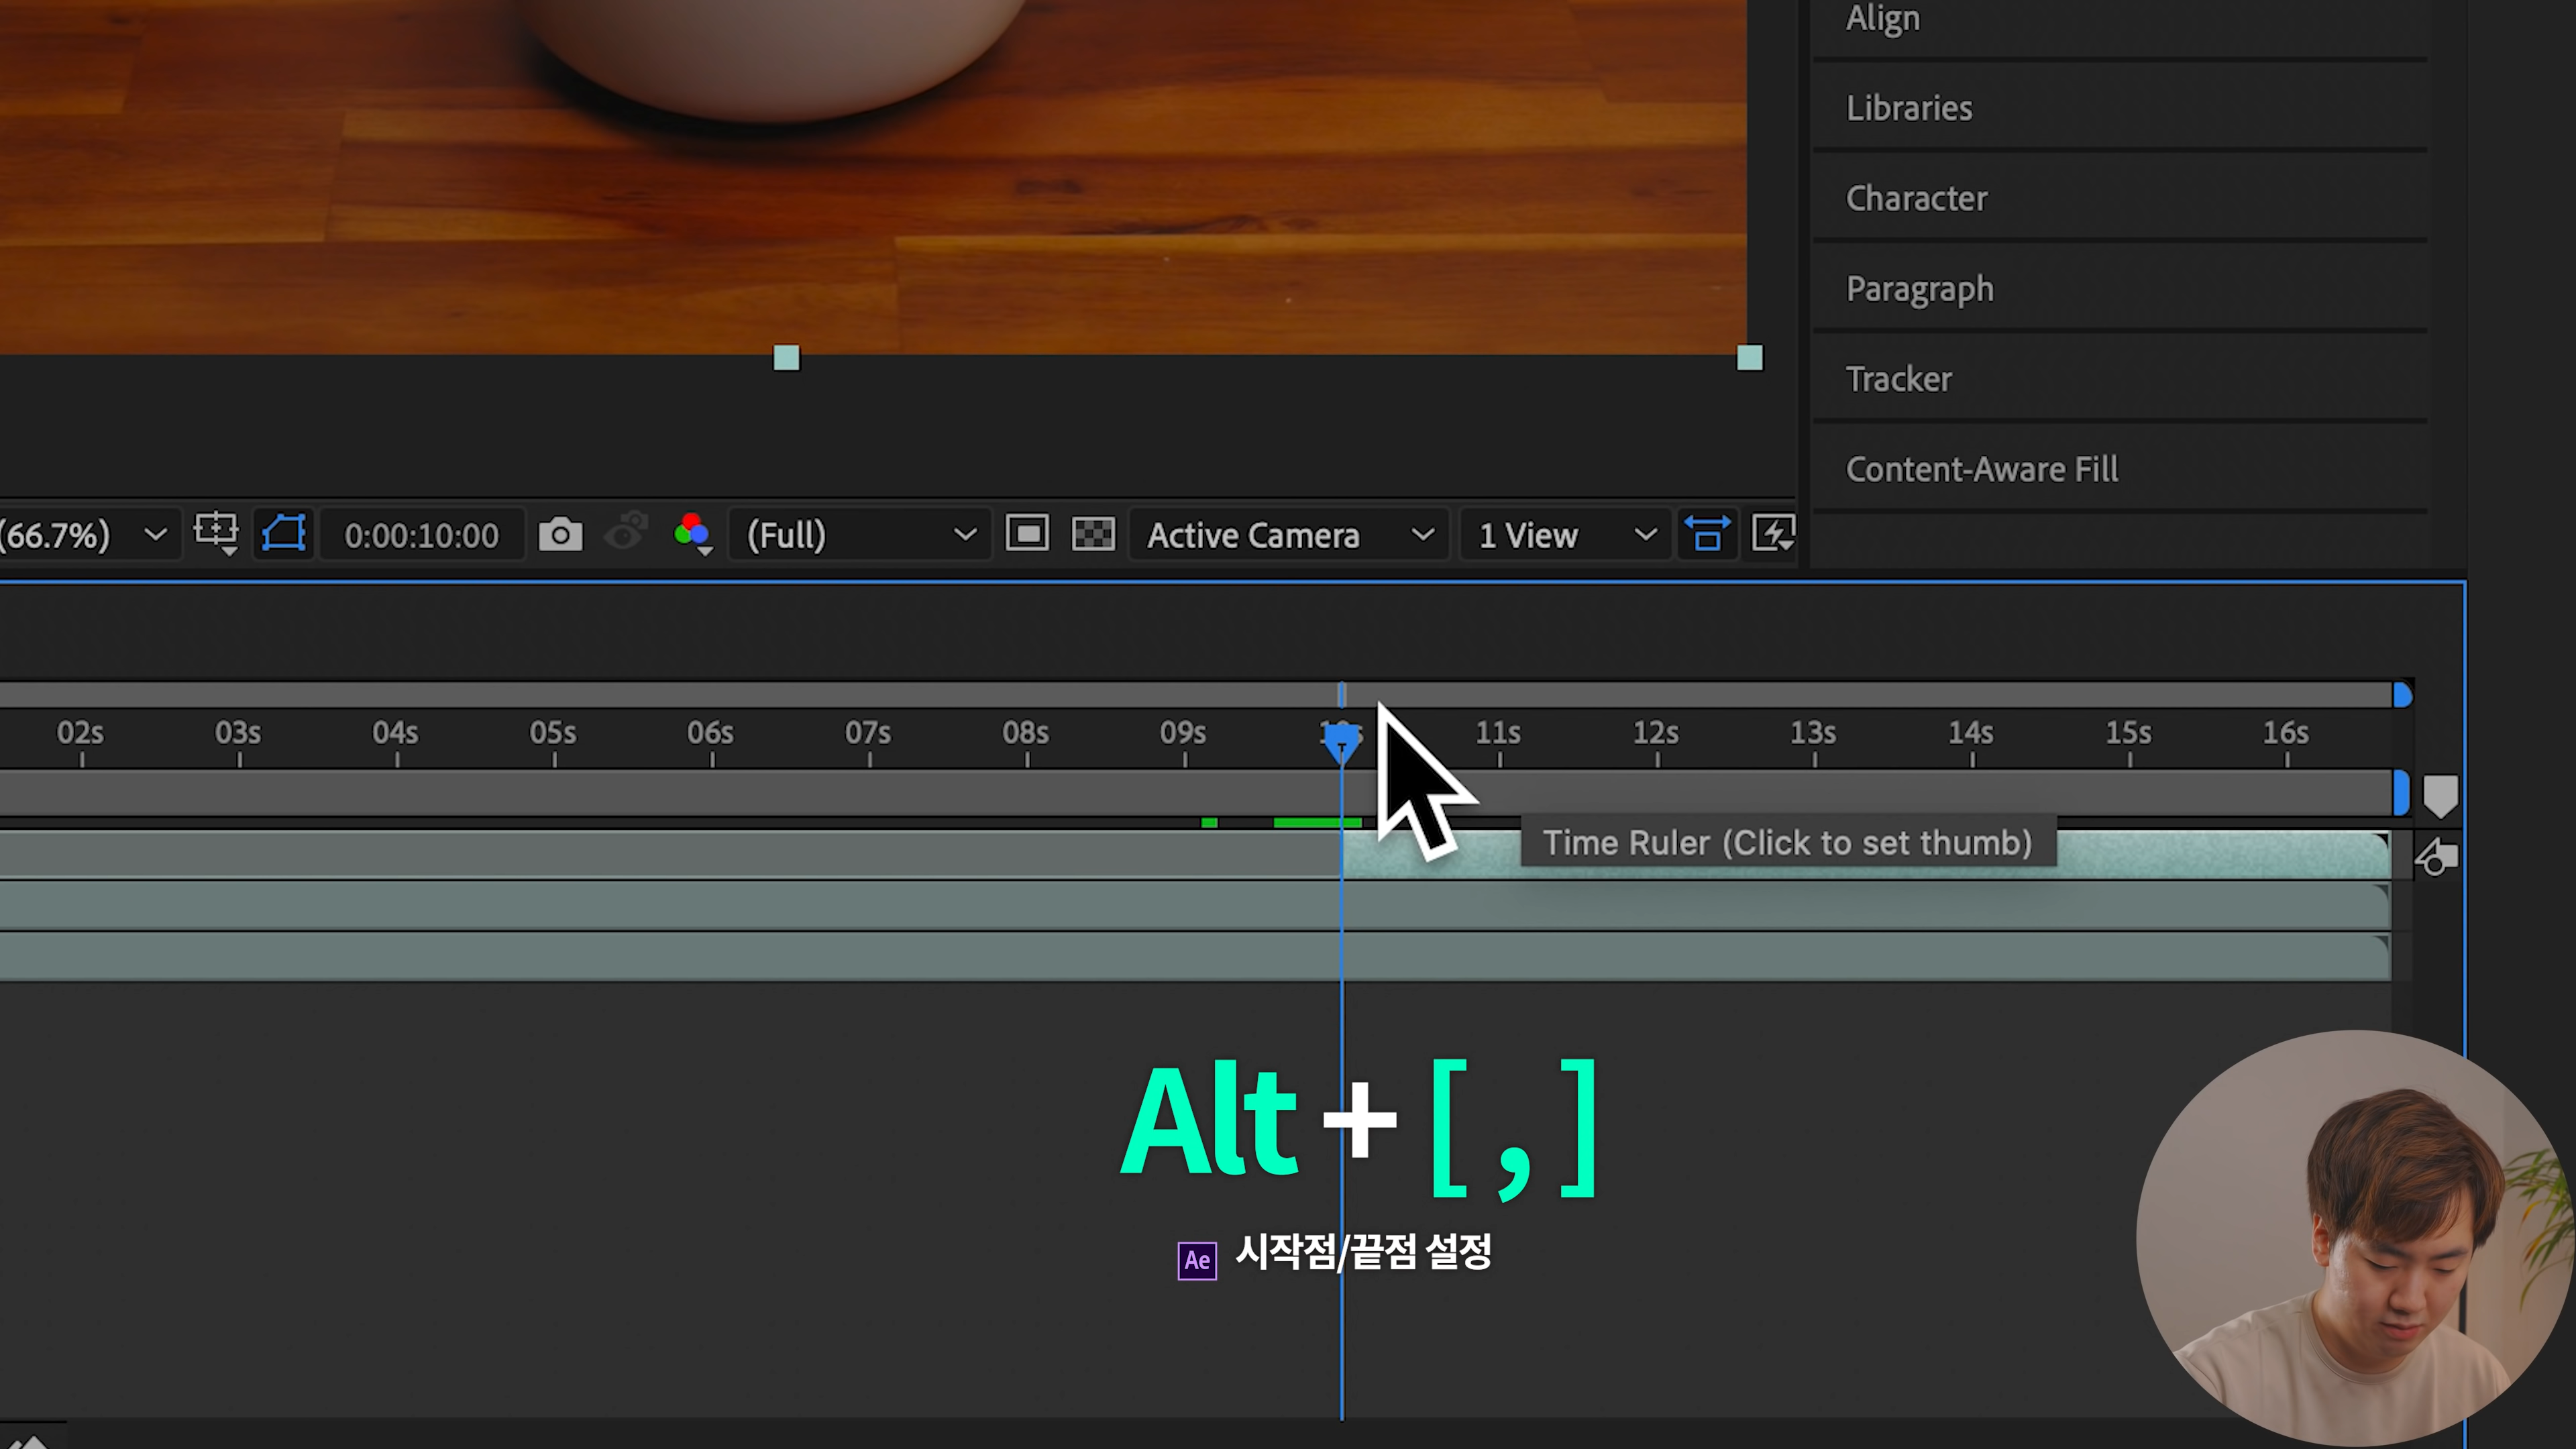 Align
Libraries
Character
Paragraph
Tracker
Content-Aware Fill
(66.7%)
0:00:10:00
(Full)
Active Camera
1 View
02s 03s 04s 05s 06s 07s 08s 09s 10s 11s 12s 13s 14s 15s 16s
Time Ruler (Click to set thumb)
Alt + [ , ]
Ae 시작점/끝점 설정